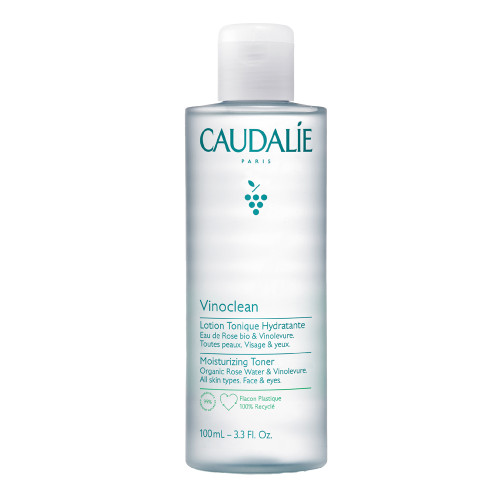 CAUDALÍE
PARIS
Vinoclean
Lotion Tonique Hydratante
Eau de Rose bio & Vinolevure.
Toutes peaux. Visage & yeux.
Moisturizing Toner
Organic Rose Water & Vinolevure.
All skin types. Face & eyes.
Flacon Plastique
100% Recyclé
100mL – 3.3 Fl. Oz.